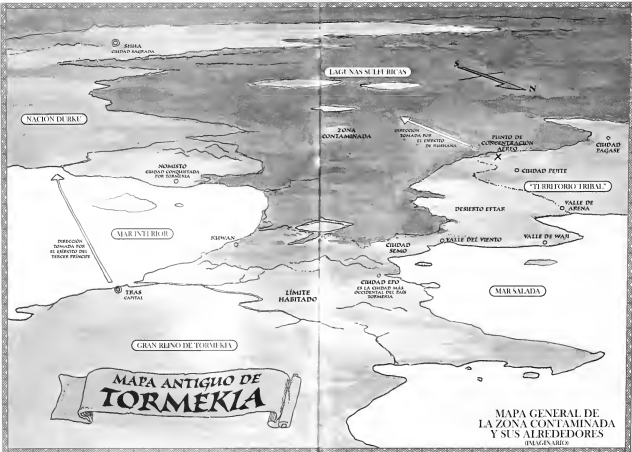 SHUA
CIUDAD SAGRADA
LAGUNAS SULFÚRICAS
S
N
NACIÓN DURKU
ZONA
CONTAMINADA
DIRECCIÓN
TOMADA POR
EL EJÉRCITO
DE KUSHANA
PUNTO DE
CONCENTRACIÓN
AÉREO
CIUDAD
PAGASE
NOMISTO
CIUDAD CONQUISTADA
POR TORMEKIA
CIUDAD PEJITE
"TERRITORIO TRIBAL"
VALLE DE
ARENA
DESIERTO EFTAR
MAR INTERIOR
DIRECCIÓN
TOMADA POR
EL EJÉRCITO DEL
TERCER PRÍNCIPE
CIUDAD
SEMO
VALLE DEL VIENTO
VALLE DE WAJI
TRAS
CAPITAL
LÍMITE
HABITADO
CIUDAD EFO
ES LA CIUDAD MÁS
OCCIDENTAL DEL PAÍS
TORMEKIA
MAR SALADA
GRAN REINO DE TORMEKIA
MAPA ANTIGUO DE
TORMEKIA
MAPA GENERAL DE
LA ZONA CONTAMINADA
Y SUS ALREDEDORES
(IMAGINARIO)